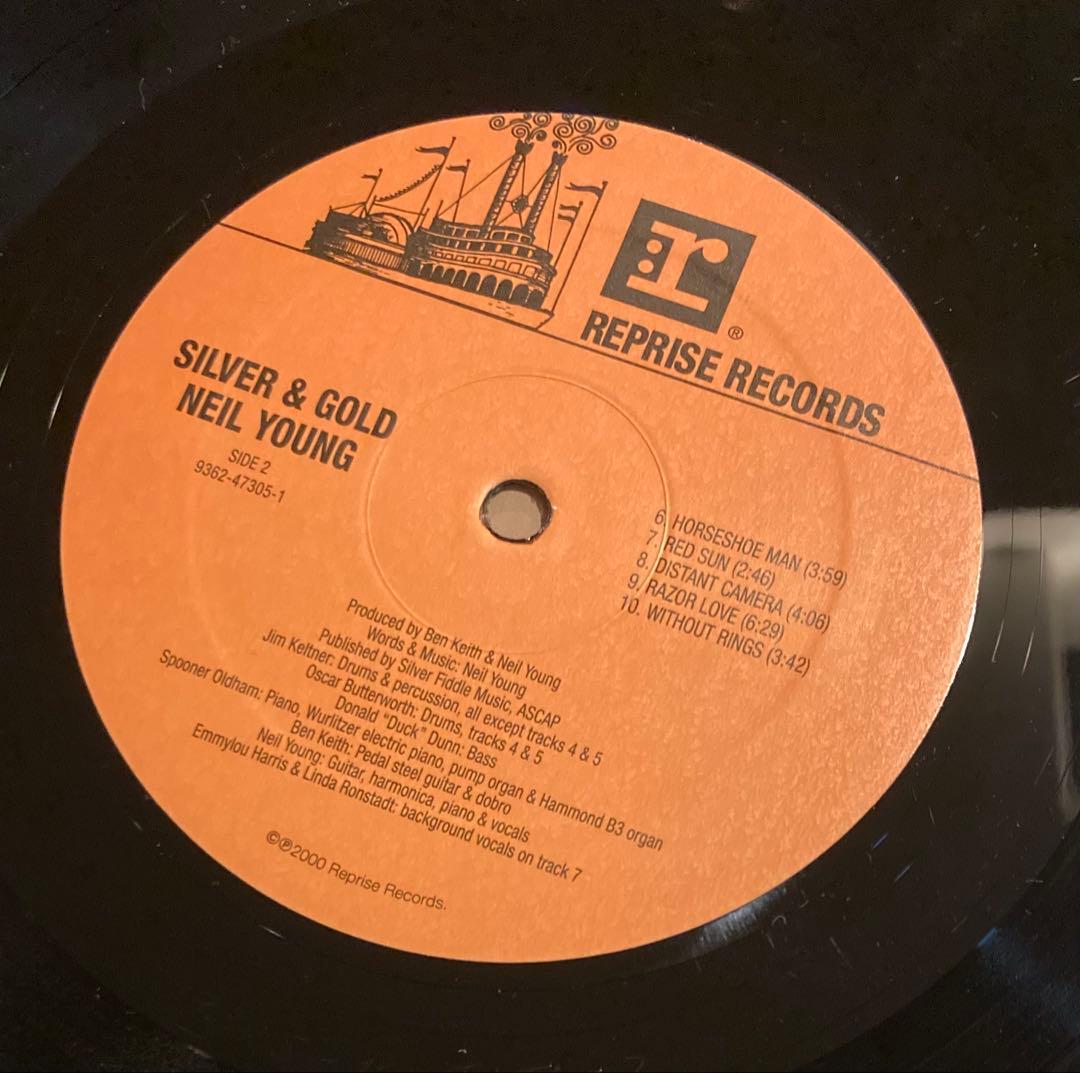 r:
®
REPRISE RECORDS
SILVER & GOLD
NEIL YOUNG
SIDE 2
9362-47305-1
6. HORSESHOE MAN (3:59)
7. RED SUN (2:46)
8. DISTANT CAMERA (4:06)
9. RAZOR LOVE (6:29)
10. WITHOUT RINGS (3:42)
Produced by Ben Keith & Neil Young
Words & Music: Neil Young
Published by Silver Fiddle Music, ASCAP
Jim Keltner: Drums & percussion, all except tracks 4 & 5
Oscar Butterworth: Drums, tracks 4 & 5
Donald "Duck" Dunn: Bass
Spooner Oldham: Piano, Wurlitzer electric piano, pump organ & Hammond B3 organ
Ben Keith: Pedal steel guitar & dobro
Neil Young: Guitar, harmonica, piano & vocals
Emmylou Harris & Linda Ronstadt: background vocals on track 7
©℗2000 Reprise Records.